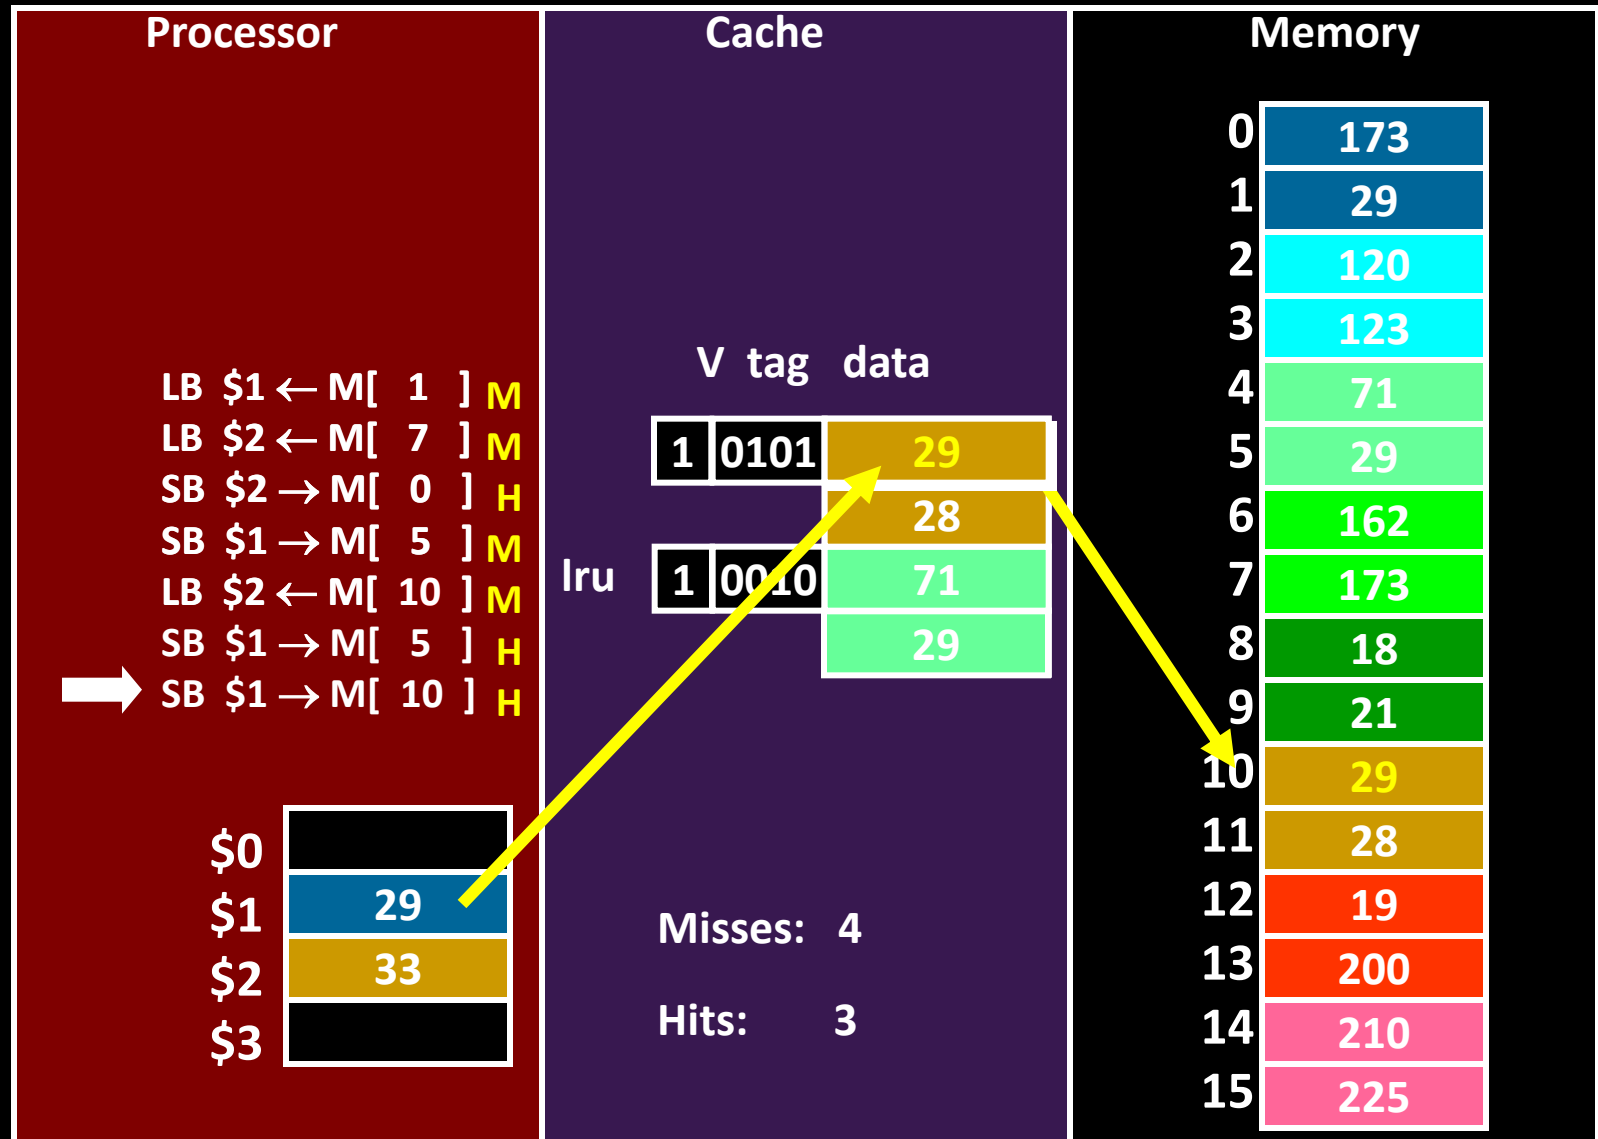 Processor
LB $1 ← M[ 1 ] M
LB $2 ← M[ 7 ] M
SB $2 → M[ 0 ] H
SB $1 → M[ 5 ] M
LB $2 ← M[ 10 ] M
SB $1 → M[ 5 ] H
SB $1 → M[ 10 ] H
$0
$1 29
$2 33
$3
Cache
V tag data
1 0101 29
28
lru 1 0010 71
29
Misses: 4
Hits: 3
Memory
0 173
1 29
2 120
3 123
4 71
5 29
6 162
7 173
8 18
9 21
10 29
11 28
12 19
13 200
14 210
15 225